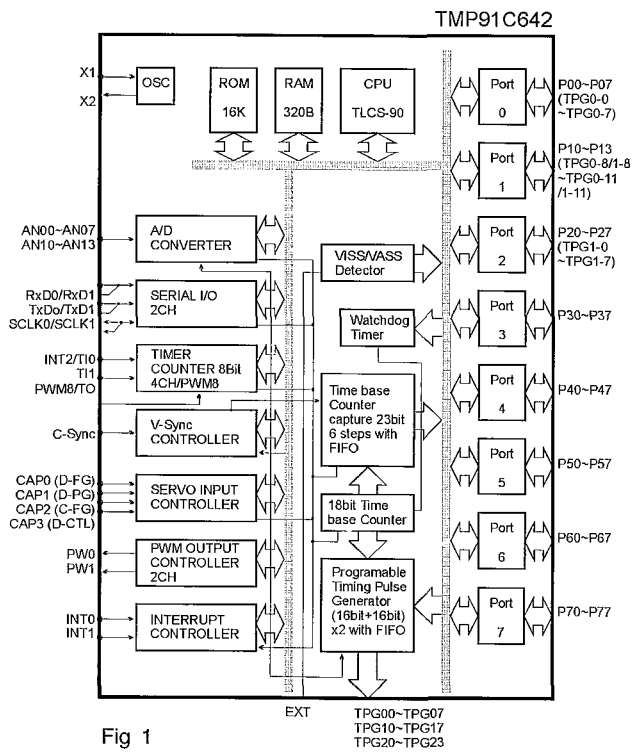 TMP91C642
X1
X2
OSC
ROM
16K
RAM
320B
CPU
TLCS-90
Port
0
P00~P07
(TPG0-0
~TPG0-7)
Port
1
P10~P13
(TPG0-8/1-8
~TPG0-11
/1-11)
AN00~AN07
AN10~AN13
A/D
CONVERTER
VISS/VASS
Detector
Port
2
P20~P27
(TPG1-0
~TPG1-7)
RxD0/RxD1
TxDo/TxD1
SCLK0/SCLK1
SERIAL I/O
2CH
Watchdog
Timer
Port
3
P30~P37
INT2/TI0
TI1
PWM8/TO
TIMER
COUNTER 8Bit
4CH/PWM8
Time base
Counter
capture 23bit
6 steps with
FIFO
Port
4
P40~P47
C-Sync
V-Sync
CONTROLLER
Port
5
P50~P57
CAP0 (D-FG)
CAP1 (D-PG)
CAP2 (C-FG)
CAP3 (D-CTL)
SERVO INPUT
CONTROLLER
18bit Time
base Counter
Port
6
P60~P67
PW0
PW1
PWM OUTPUT
CONTROLLER
2CH
Programable
Timing Pulse
Generator
(16bit+16bit)
x2 with FIFO
Port
7
P70~P77
INT0
INT1
INTERRUPT
CONTROLLER
EXT
TPG00~TPG07
TPG10~TPG17
TPG20~TPG23
Fig 1